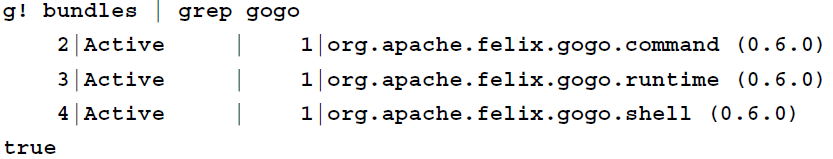 g! bundles | grep gogo
2|Active | 1|org.apache.felix.gogo.command (0.6.0)
3|Active | 1|org.apache.felix.gogo.runtime (0.6.0)
4|Active | 1|org.apache.felix.gogo.shell (0.6.0)
true